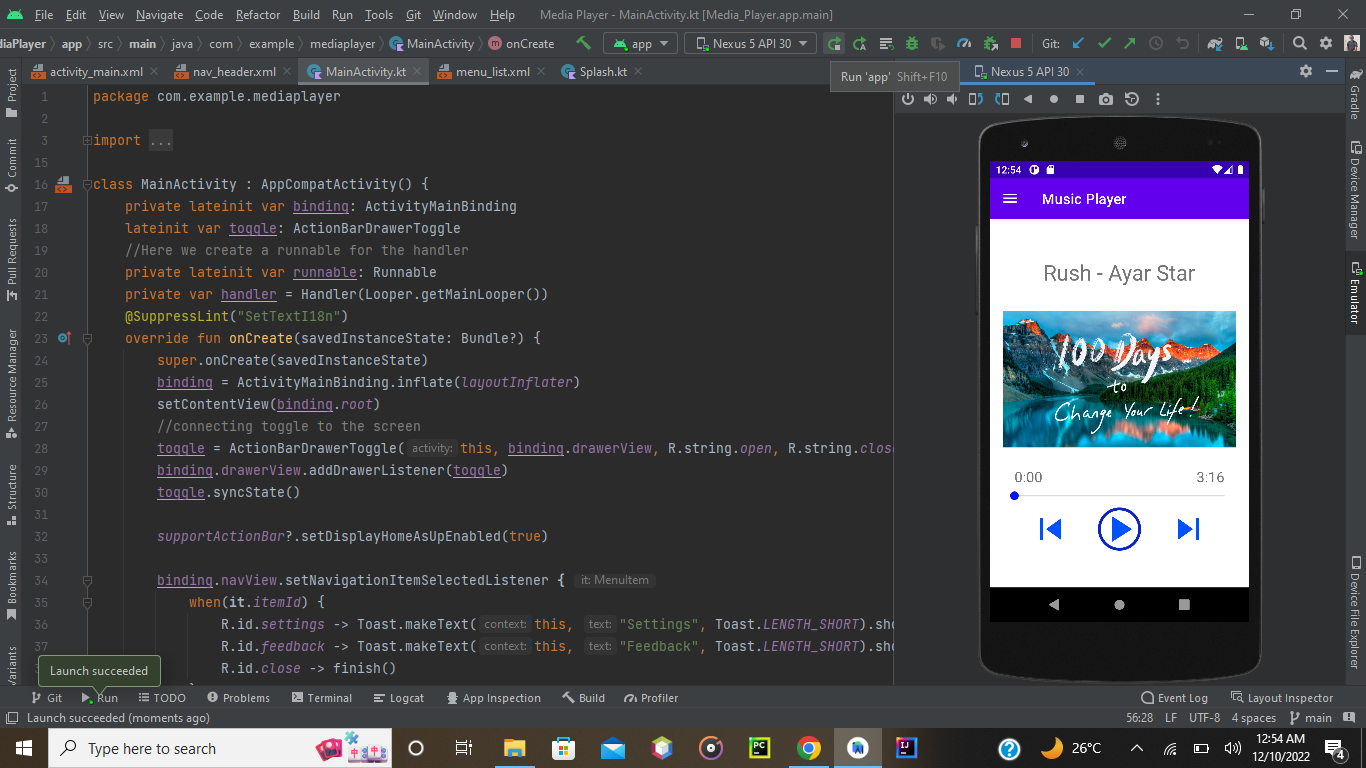 File Edit View Navigate Code Refactor Build Run Tools Git Window Help Media Player - MainActivity.kt [Media_Player.app.main]
app src main java com example mediaplayer MainActivity onCreate app Nexus 5 API 30 Git:
activity_main.xml nav_header.xml MainActivity.kt menu_list.xml Splash.kt
Run 'app' Shift+F10
Nexus 5 API 30
Project
Commit
Pull Requests
Resource Manager
Structure
Bookmarks
1 package com.example.mediaplayer
2
3 import ...
15
16 class MainActivity : AppCompatActivity() {
17 private lateinit var binding: ActivityMainBinding
18 lateinit var toggle: ActionBarDrawerToggle
19 //Here we create a runnable for the handler
20 private lateinit var runnable: Runnable
21 private var handler = Handler(Looper.getMainLooper())
22 @SuppressLint("SetTextI18n")
23 override fun onCreate(savedInstanceState: Bundle?) {
24 super.onCreate(savedInstanceState)
25 binding = ActivityMainBinding.inflate(layoutInflater)
26 setContentView(binding.root)
27 //connecting toggle to the screen
28 toggle = ActionBarDrawerToggle( activity: this, binding.drawerView, R.string.open, R.string.clos
29 binding.drawerView.addDrawerListener(toggle)
30 toggle.syncState()
31
32 supportActionBar?.setDisplayHomeAsUpEnabled(true)
33
34 binding.navView.setNavigationItemSelectedListener { it: MenuItem
35 when(it.itemId) {
36 R.id.settings -> Toast.makeText( context: this, text: "Settings", Toast.LENGTH_SHORT).sho
37 R.id.feedback -> Toast.makeText( context: this, text: "Feedback", Toast.LENGTH_SHORT).sho
R.id.close -> finish()
12:54
Music Player
Rush - Ayar Star
100 Days
to
Change Your Life!
0:00 3:16
Gradle
Device Manager
Emulator
Device File Explorer
Launch succeeded
Git Run TODO Problems Terminal Logcat App Inspection Build Profiler Event Log Layout Inspector
Launch succeeded (moments ago) 56:28 LF UTF-8 4 spaces main
Type here to search
26°C
12:54 AM
12/10/2022
4